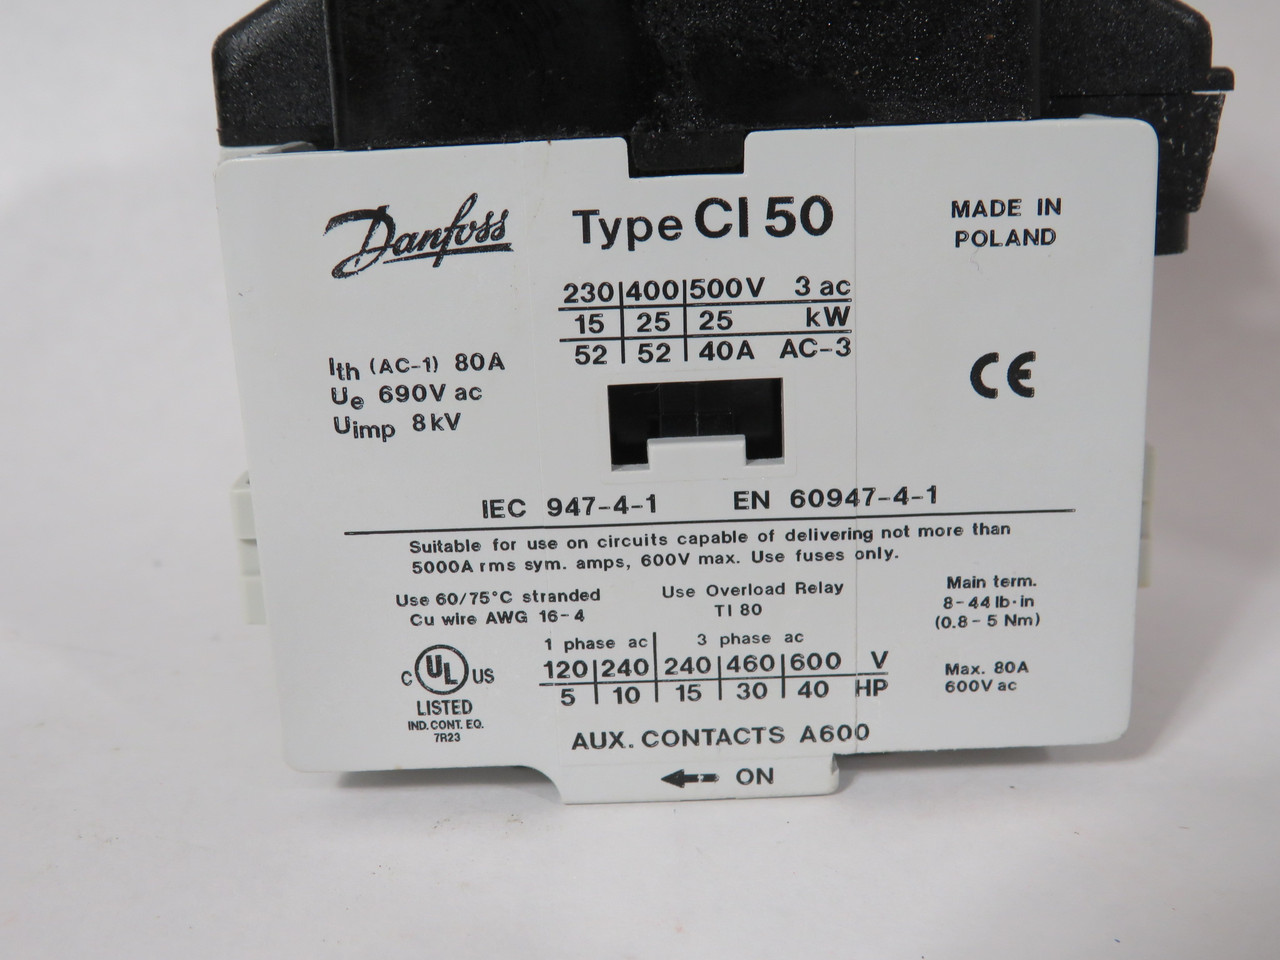 Danfoss
Type CI 50
MADE IN
POLAND
230|400|500V 3 ac
15 | 25 | 25 kW
52 | 52 | 40A AC-3
Ith (AC-1) 80A
Ue 690V ac
Uimp 8kV
CE
IEC 947-4-1 EN 60947-4-1
Suitable for use on circuits capable of delivering not more than
5000A rms sym. amps, 600V max. Use fuses only.
Use 60/75°C stranded
Cu wire AWG 16-4
Use Overload Relay
TI 80
Main term.
8-44 lb·in
(0.8-5 Nm)
1 phase ac | 3 phase ac
120|240|240|460|600 V
5 | 10 | 15 | 30 | 40 HP
Max. 80A
600V ac
C UL US
LISTED
IND. CONT. EQ.
7R23
AUX. CONTACTS A600
← ON